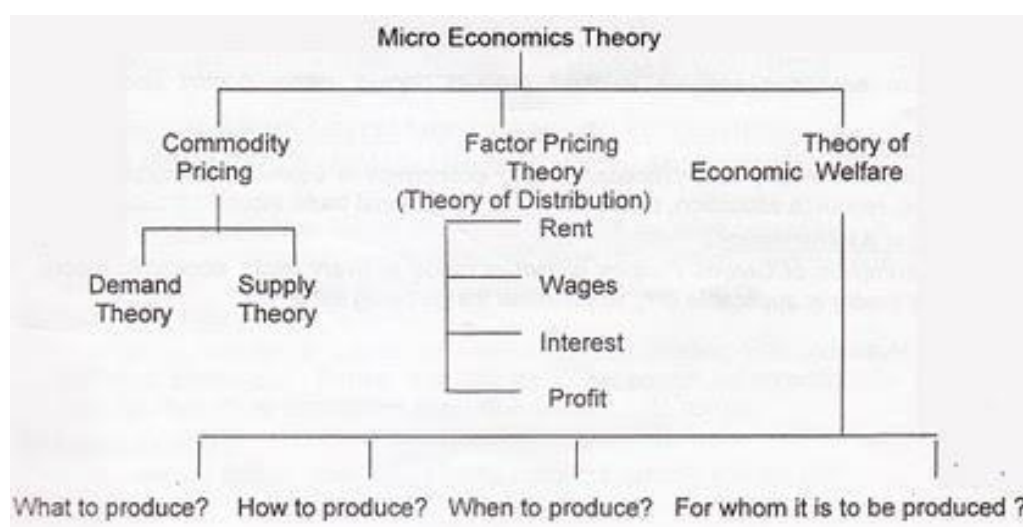 Micro Economics Theory
Commodity
Pricing
Factor Pricing
Theory
(Theory of Distribution)
Theory of
Economic Welfare
Demand
Theory
Supply
Theory
Rent
Wages
Interest
Profit
What to produce?
How to produce?
When to produce?
For whom it is to be produced ?